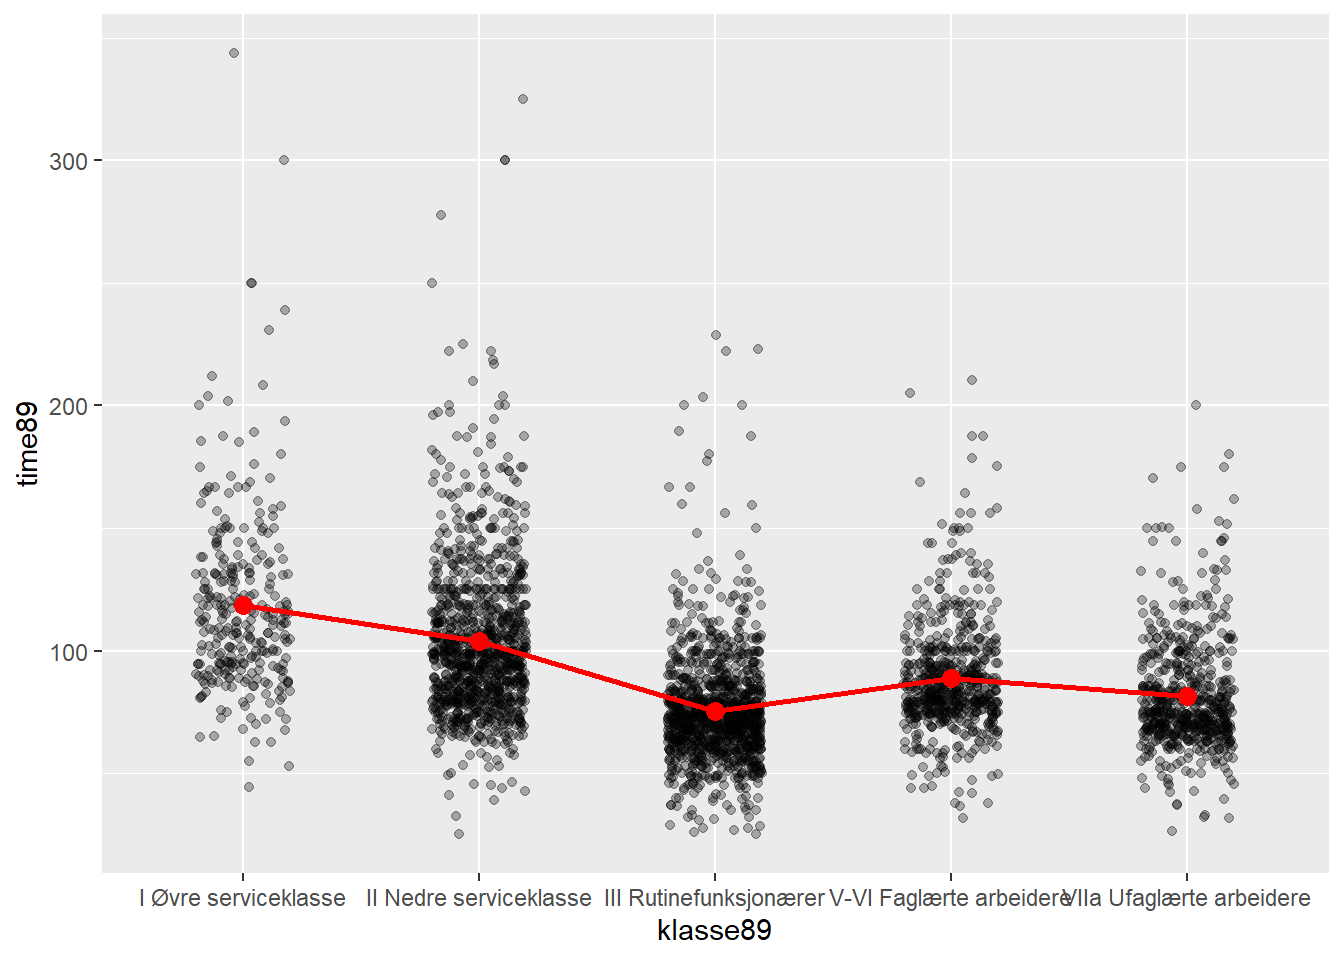 300
200
100
time89
I Øvre serviceklasse
II Nedre serviceklasse
III Rutinefunksjonærer
V-VI Faglærte arbeidere
VIIa Ufaglærte arbeidere
klasse89